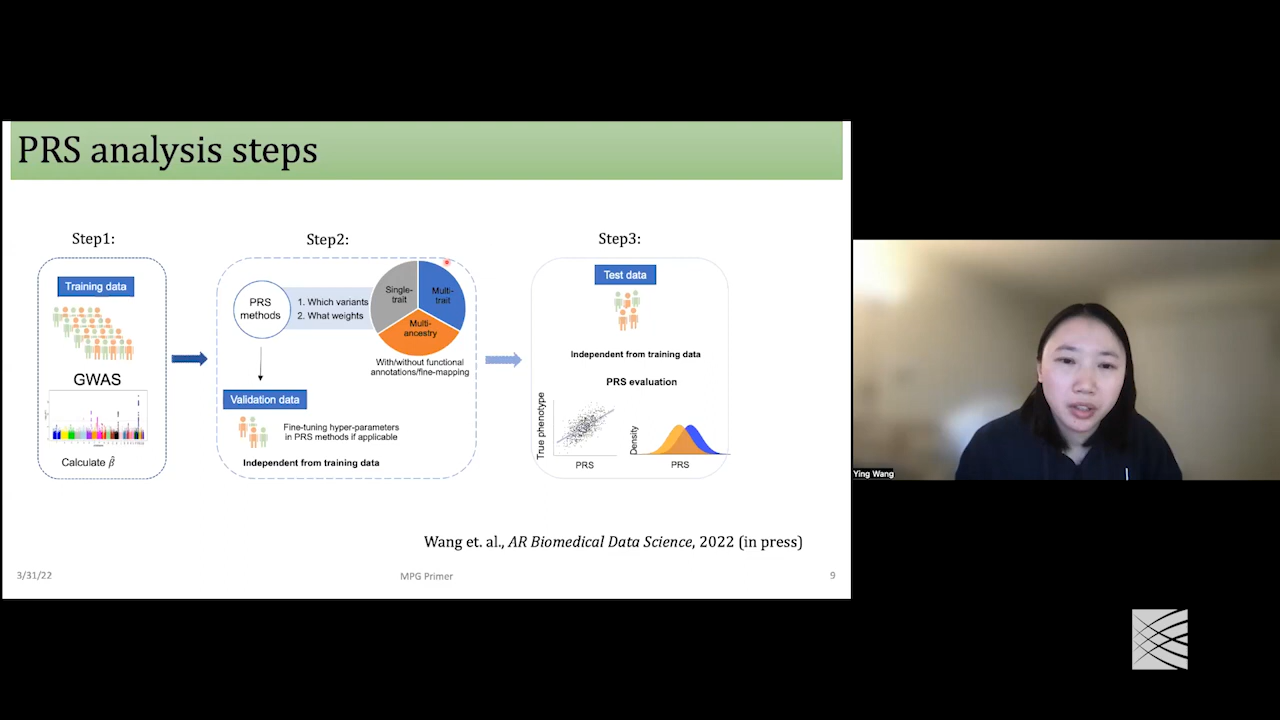 PRS analysis steps
Step1:
Training data
GWAS
Calculate β̂
Step2:
PRS
methods
1. Which variants
2. What weights
Single-
trait
Multi-
trait
Multi-
ancestry
With/without functional
annotations/fine-mapping
Validation data
Fine-tuning hyper-parameters
in PRS methods if applicable
Independent from training data
Step3:
Test data
Independent from training data
PRS evaluation
True phenotype
PRS
Density
PRS
Wang et. al., AR Biomedical Data Science, 2022 (in press)
3/31/22
MPG Primer
9
Ying Wang